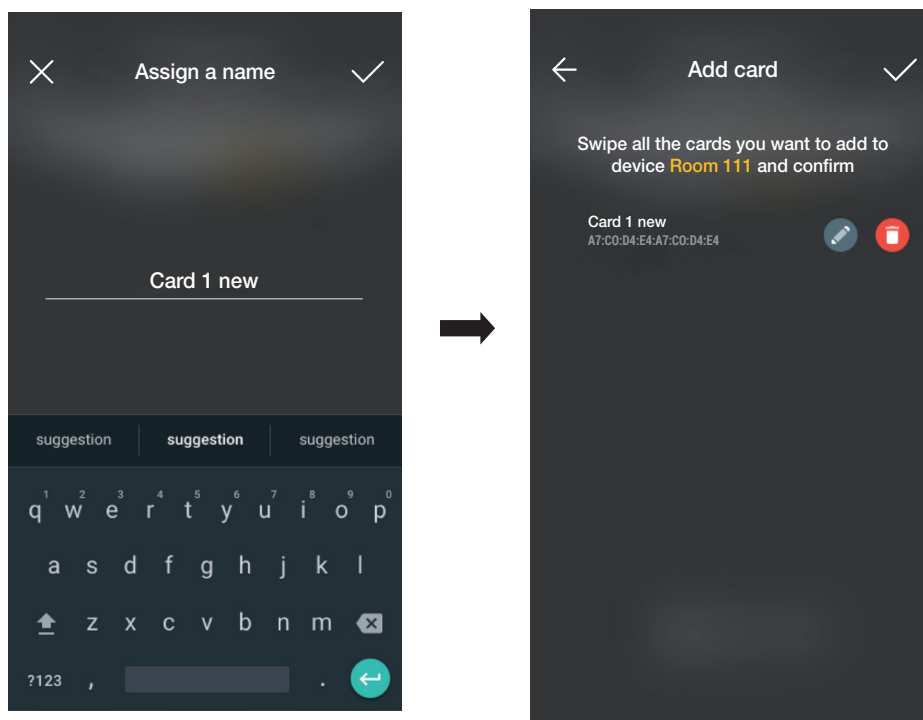 Assign a name
Card 1 new
suggestion suggestion suggestion
1 2 3 4 5 6 7 8 9 0
q w e r t y u i o p
a s d f g h j k l
z x c v b n m
?123 , .
Add card
Swipe all the cards you want to add to
device Room 111 and confirm
Card 1 new
A7:C0:D4:E4:A7:C0:D4:E4